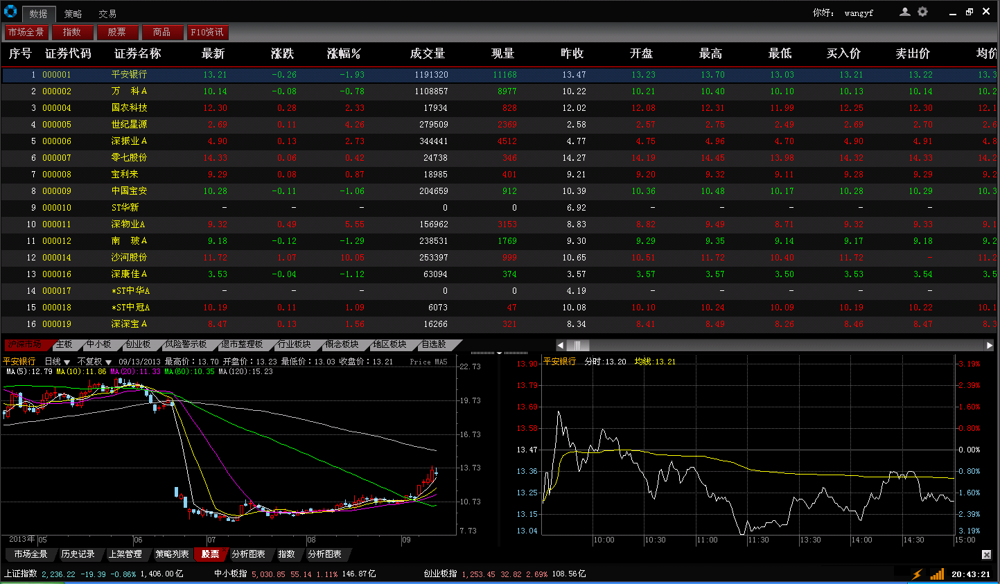 数据 策略 交易 你好: wangyf
市场全景 指数 股票 商品 F10资讯
序号 证券代码 证券名称 最新 涨跌 涨幅% 成交量 现量 昨收 开盘 最高 最低 买入价 卖出价 均价
1 000001 平安银行 13.21 -0.26 -1.93 1191320 11168 13.47 13.23 13.70 13.03 13.21 13.22 13.3
2 000002 万 科A 10.14 -0.08 -0.78 1108857 8977 10.22 10.21 10.40 10.10 10.13 10.14 10.2
3 000004 国农科技 12.30 0.28 2.33 17934 828 12.02 12.08 12.31 11.99 12.25 12.30 12.1
4 000005 世纪星源 2.69 0.11 4.26 279509 2369 2.58 2.57 2.75 2.49 2.69 2.70 2.6
5 000006 深振业A 4.90 0.13 2.73 344441 4512 4.77 4.75 4.96 4.70 4.90 4.91 4.8
6 000007 零七股份 14.33 0.06 0.42 24738 346 14.27 14.19 14.45 13.98 14.32 14.33 14.2
7 000008 宝利来 9.29 0.08 0.87 18985 401 9.21 9.20 9.32 9.11 9.28 9.29 9.2
8 000009 中国宝安 10.28 -0.11 -1.06 204659 912 10.39 10.36 10.48 10.17 10.28 10.29 10.3
9 000010 ST华新 - - - 0 0 6.92 - - - - - -
10 000011 深物业A 9.32 0.49 5.55 156962 3153 8.83 8.82 9.49 8.71 9.32 9.33 9.1
11 000012 南 玻A 9.18 -0.12 -1.29 238531 1769 9.30 9.29 9.35 9.14 9.17 9.18 9.2
12 000014 沙河股份 11.72 1.07 10.05 253397 999 10.65 10.51 11.72 10.40 11.72 - 11.2
13 000016 深康佳A 3.53 -0.04 -1.12 63094 374 3.57 3.57 3.57 3.50 3.53 3.54 3.5
14 000017 *ST中华A - - - 0 0 4.19 - - - - - -
15 000018 *ST中冠A 10.19 0.11 1.09 6073 47 10.08 10.10 10.24 10.09 10.19 10.22 10.1
16 000019 深深宝A 8.47 0.13 1.56 16266 321 8.34 8.41 8.49 8.26 8.46 8.47 8.3
沪深市场 主板 中小板 创业板 风险警示板 退市整理板 行业板块 概念板块 地区板块 自选股
平安银行 日线 不复权 09/13/2013 最高价:13.70 开盘价:13.23 最低价:13.03 收盘价:13.21 Price MA5
MA(5):12.79 MA(10):11.86 MA(20):11.33 MA(60):10.35 MA(120):15.23
22.73
19.73
16.73
13.73
10.73
7.73
2013年 05 06 07 08 09
平安银行 分时:13.20 均线:13.21
13.90 3.19%
13.79 2.39%
13.69 1.60%
13.58 0.80%
13.47 0.00%
13.36 0.80%
13.25 1.60%
13.15 2.39%
13.04 3.19%
10:00 10:30 11:00 11:30 13:30 14:00 14:30 15:00
市场全景 历史记录 上架管理 策略列表 股票 分析图表 指数 分析图表
上证指数 2,236.22 -19.39 -0.86% 1,406.00亿 中小板指 5,030.85 55.14 1.11% 146.87亿 创业板指 1,253.45 32.82 2.69% 108.56亿 20:43:21